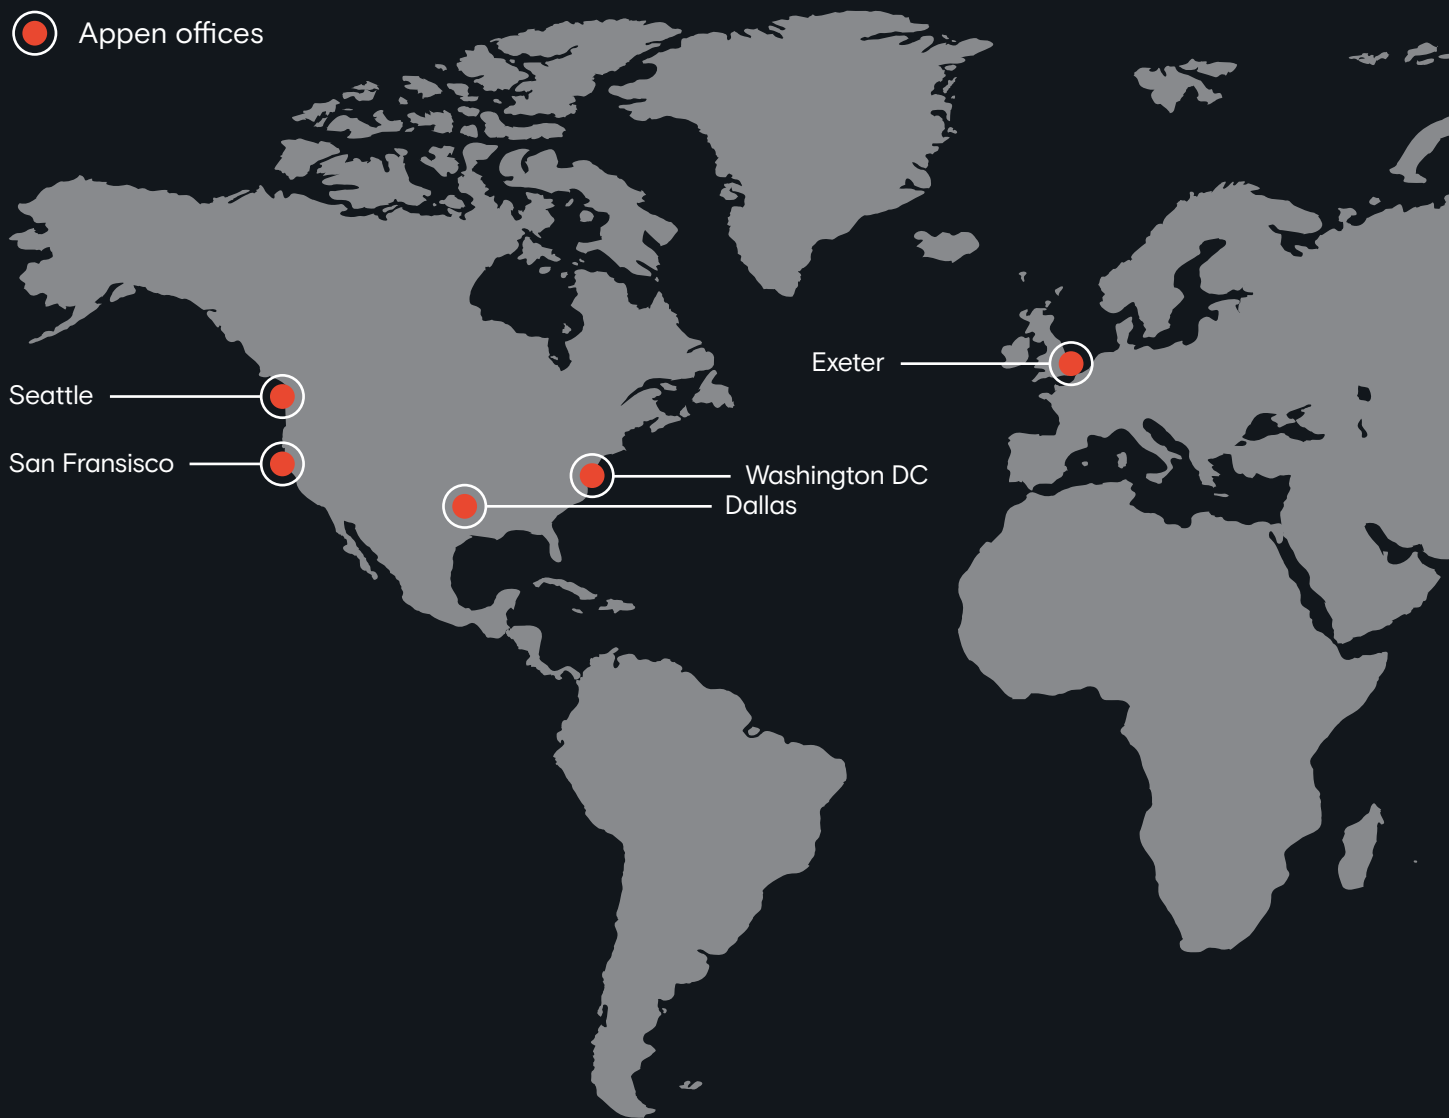 Appen offices
Exeter
Seattle
San Fransisco
Washington DC
Dallas